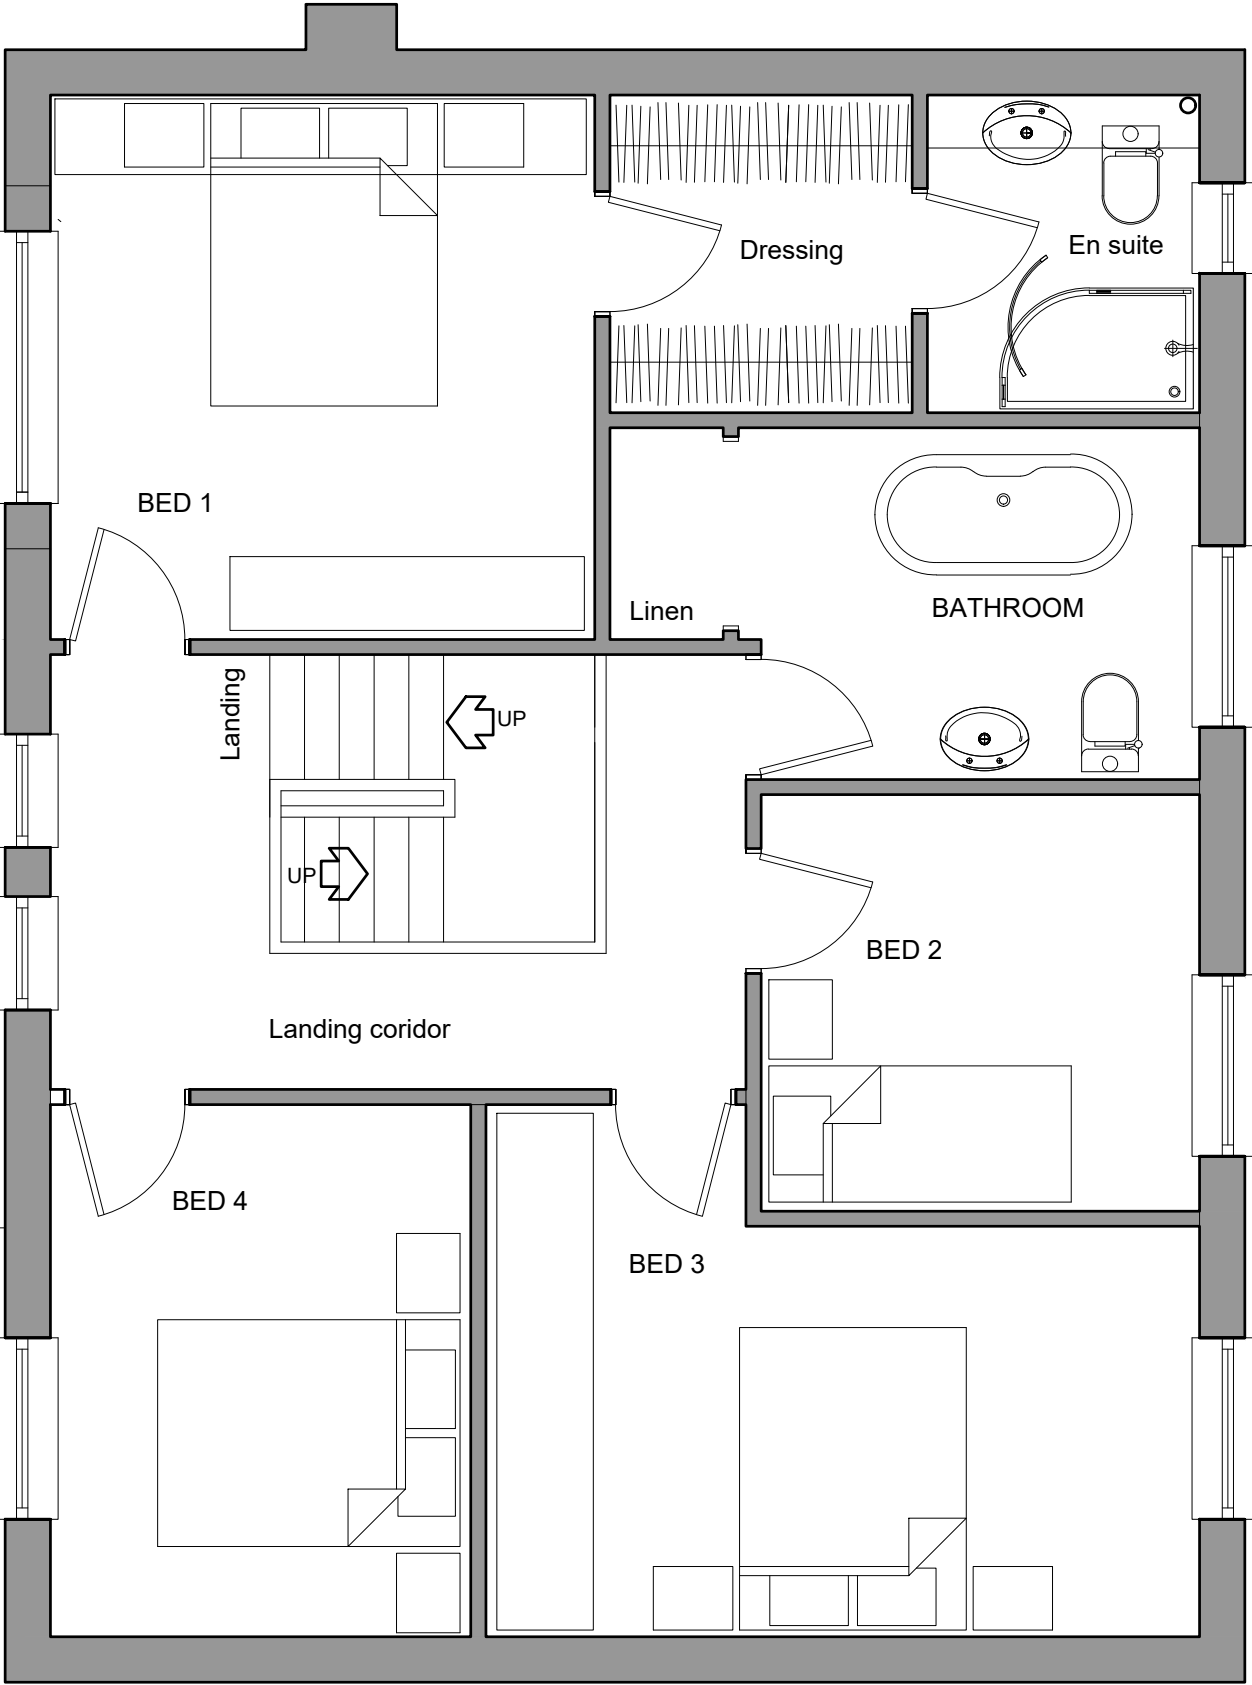 Dressing
En suite
BED 1
Linen
BATHROOM
Landing
UP
UP
BED 2
Landing coridor
BED 4
BED 3